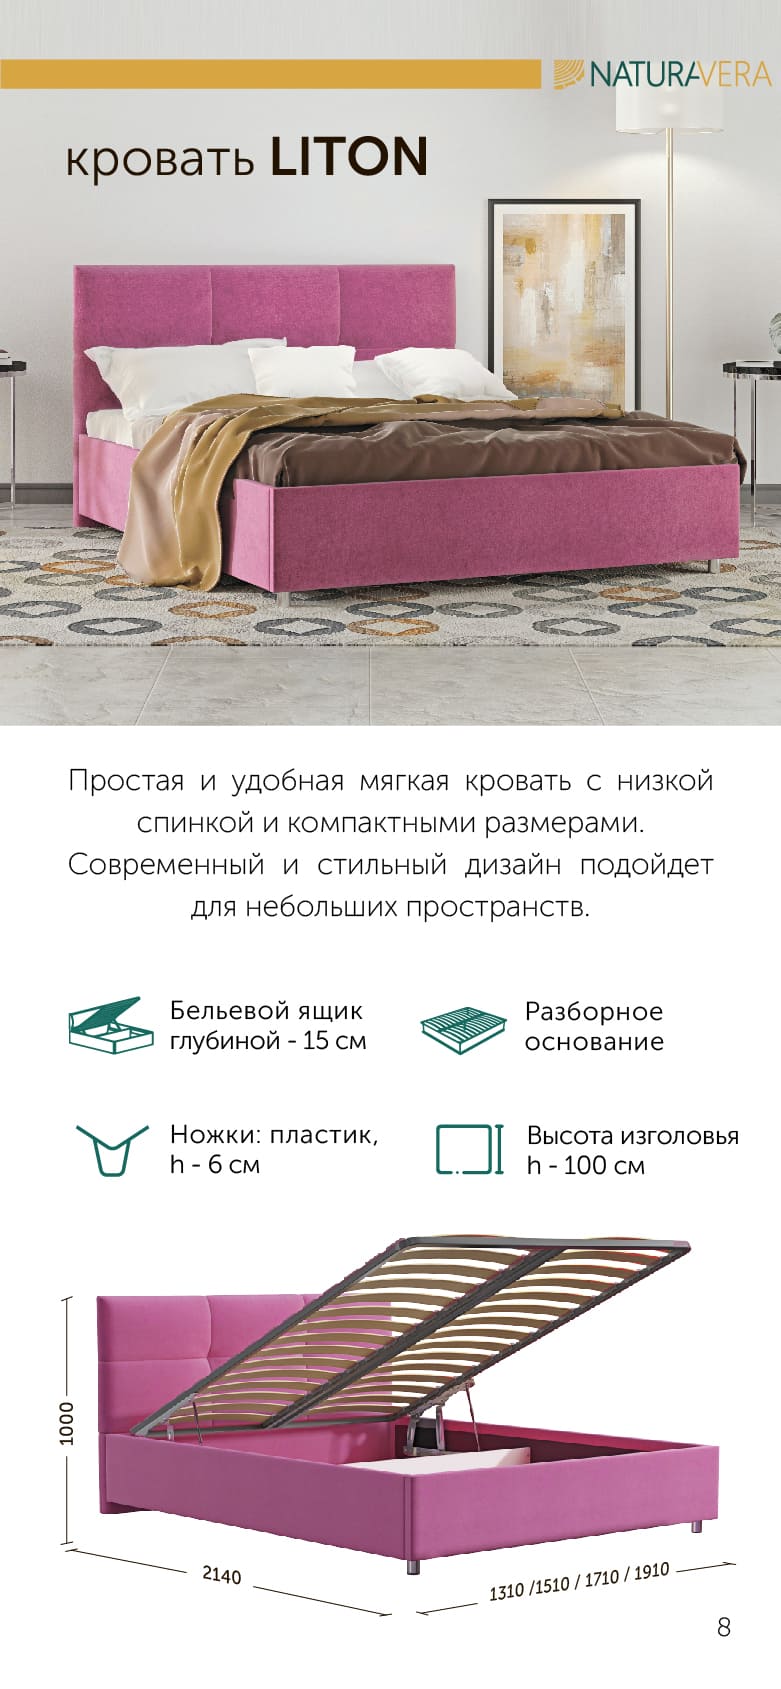 NATURAVERA
кровать LITON
Простая и удобная мягкая кровать с низкой
спинкой и компактными размерами.
Современный и стильный дизайн подойдет
для небольших пространств.
Бельевой ящик
глубиной - 15 см
Разборное
основание
Ножки: пластик,
h - 6 см
Высота изголовья
h - 100 см
1000
2140
1310 /1510 / 1710 / 1910
8